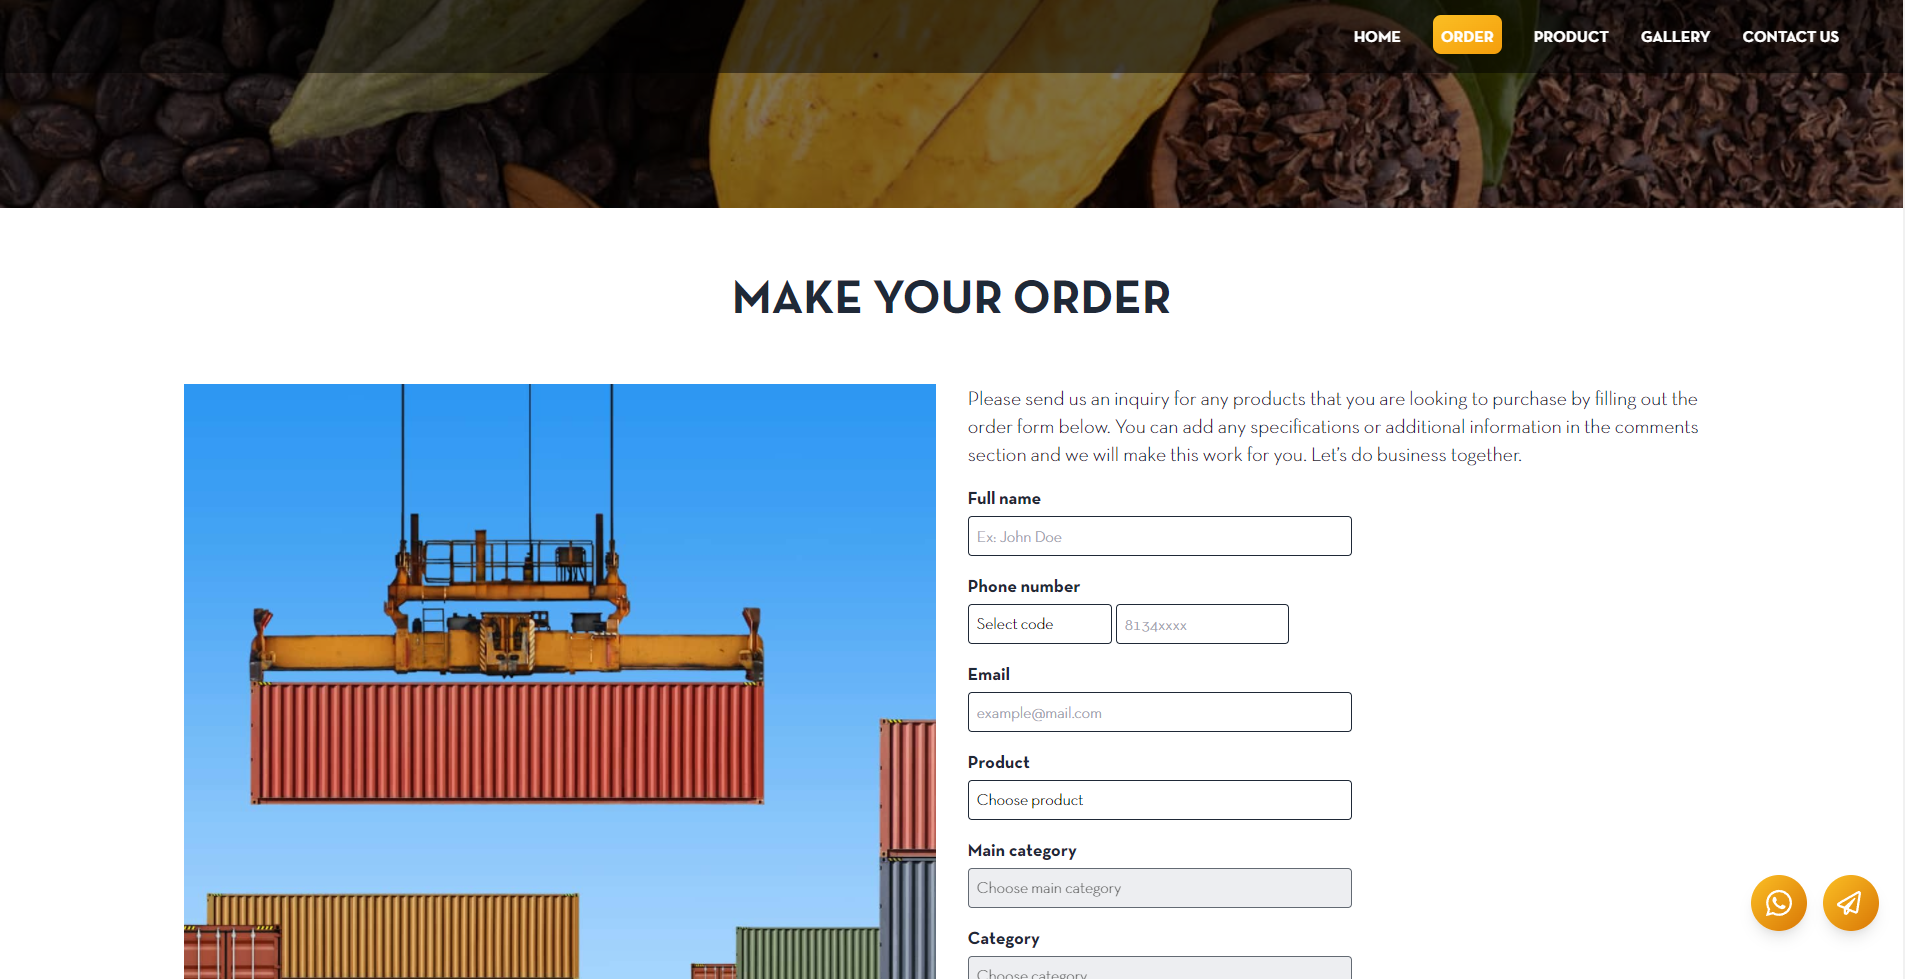 HOME ORDER PRODUCT GALLERY CONTACT US
MAKE YOUR ORDER
Please send us an inquiry for any products that you are looking to purchase by filling out the
order form below. You can add any specifications or additional information in the comments
section and we will make this work for you. Let’s do business together.
Full name
Ex: John Doe
Phone number
Select code 8134xxxx
Email
example@mail.com
Product
Choose product
Main category
Choose main category
Category
Choose category